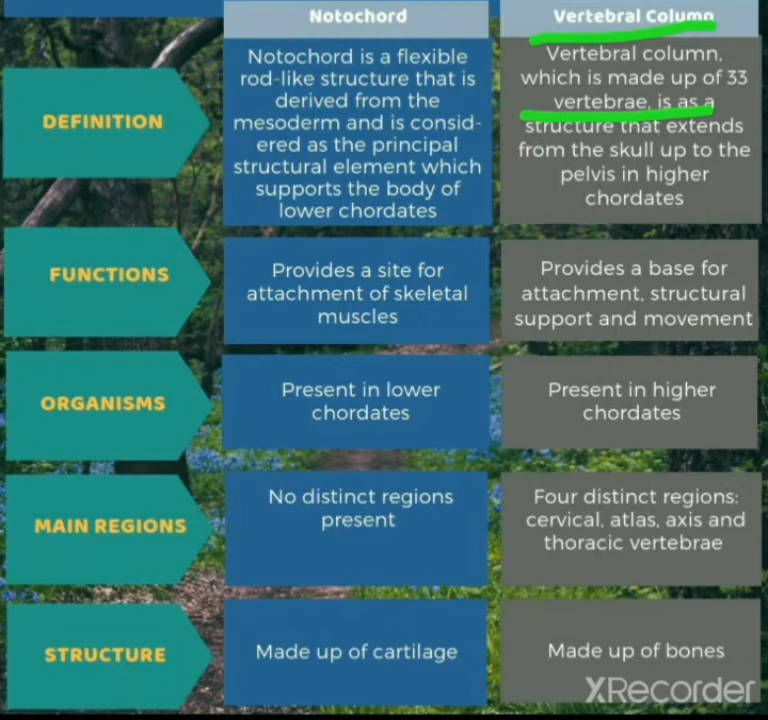 Notochord
Vertebral Column
DEFINITION
Notochord is a flexible
rod-like structure that is
derived from the
mesoderm and is consid-
ered as the principal
structural element which
supports the body of
lower chordates
Vertebral column,
which is made up of 33
vertebrae, is as a
structure that extends
from the skull up to the
pelvis in higher
chordates
FUNCTIONS
Provides a site for
attachment of skeletal
muscles
Provides a base for
attachment, structural
support and movement
ORGANISMS
Present in lower
chordates
Present in higher
chordates
MAIN REGIONS
No distinct regions
present
Four distinct regions:
cervical, atlas, axis and
thoracic vertebrae
STRUCTURE
Made up of cartilage
Made up of bones
XRecorder